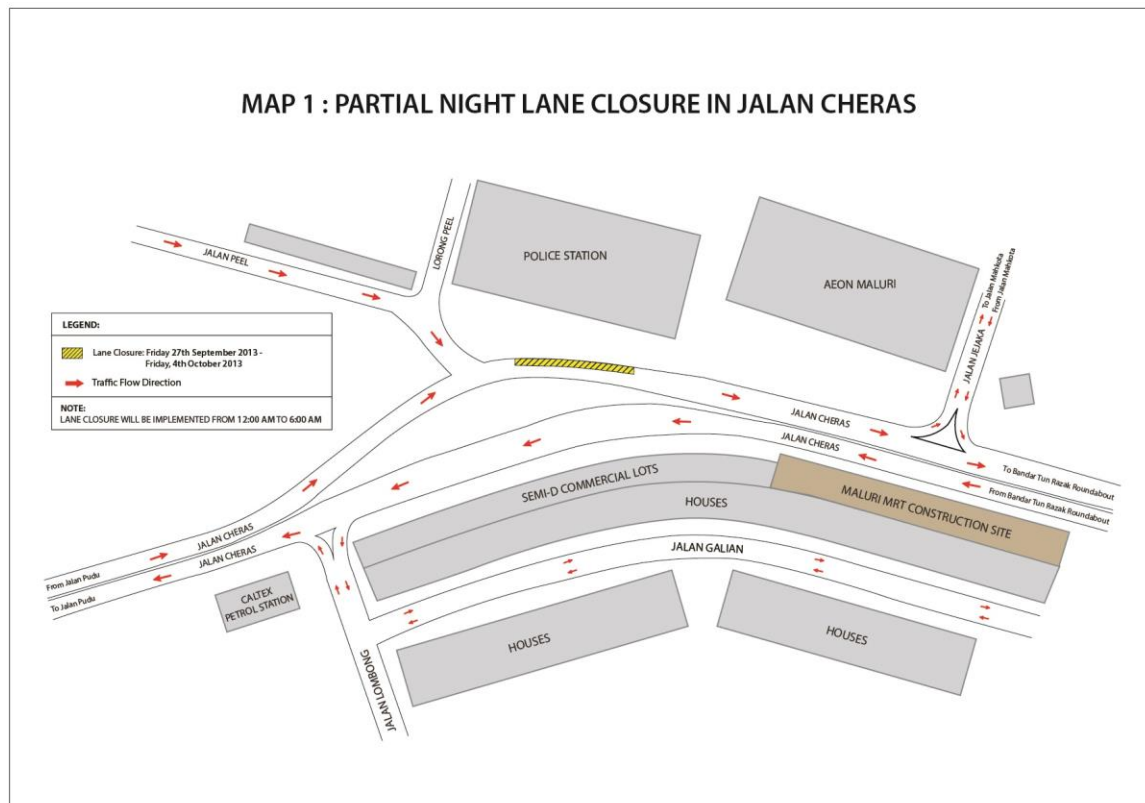 MAP 1 : PARTIAL NIGHT LANE CLOSURE IN JALAN CHERAS
JALAN PEEL
LORONG PEEL
POLICE STATION
AEON MALURI
To Jalan Mahkota
From Jalan Mahkota
JALAN JEJAKA
LEGEND:
Lane Closure: Friday 27th September 2013 -
Friday, 4th October 2013
Traffic Flow Direction
NOTE:
LANE CLOSURE WILL BE IMPLEMENTED FROM 12:00 AM TO 6:00 AM
JALAN CHERAS
JALAN CHERAS
To Bandar Tun Razak Roundabout
From Bandar Tun Razak Roundabout
SEMI-D COMMERCIAL LOTS
HOUSES
MALURI MRT CONSTRUCTION SITE
JALAN CHERAS
JALAN CHERAS
From Jalan Pudu
To Jalan Pudu
JALAN GALIAN
CALTEX
PETROL STATION
HOUSES
HOUSES
JALAN LOMBONG